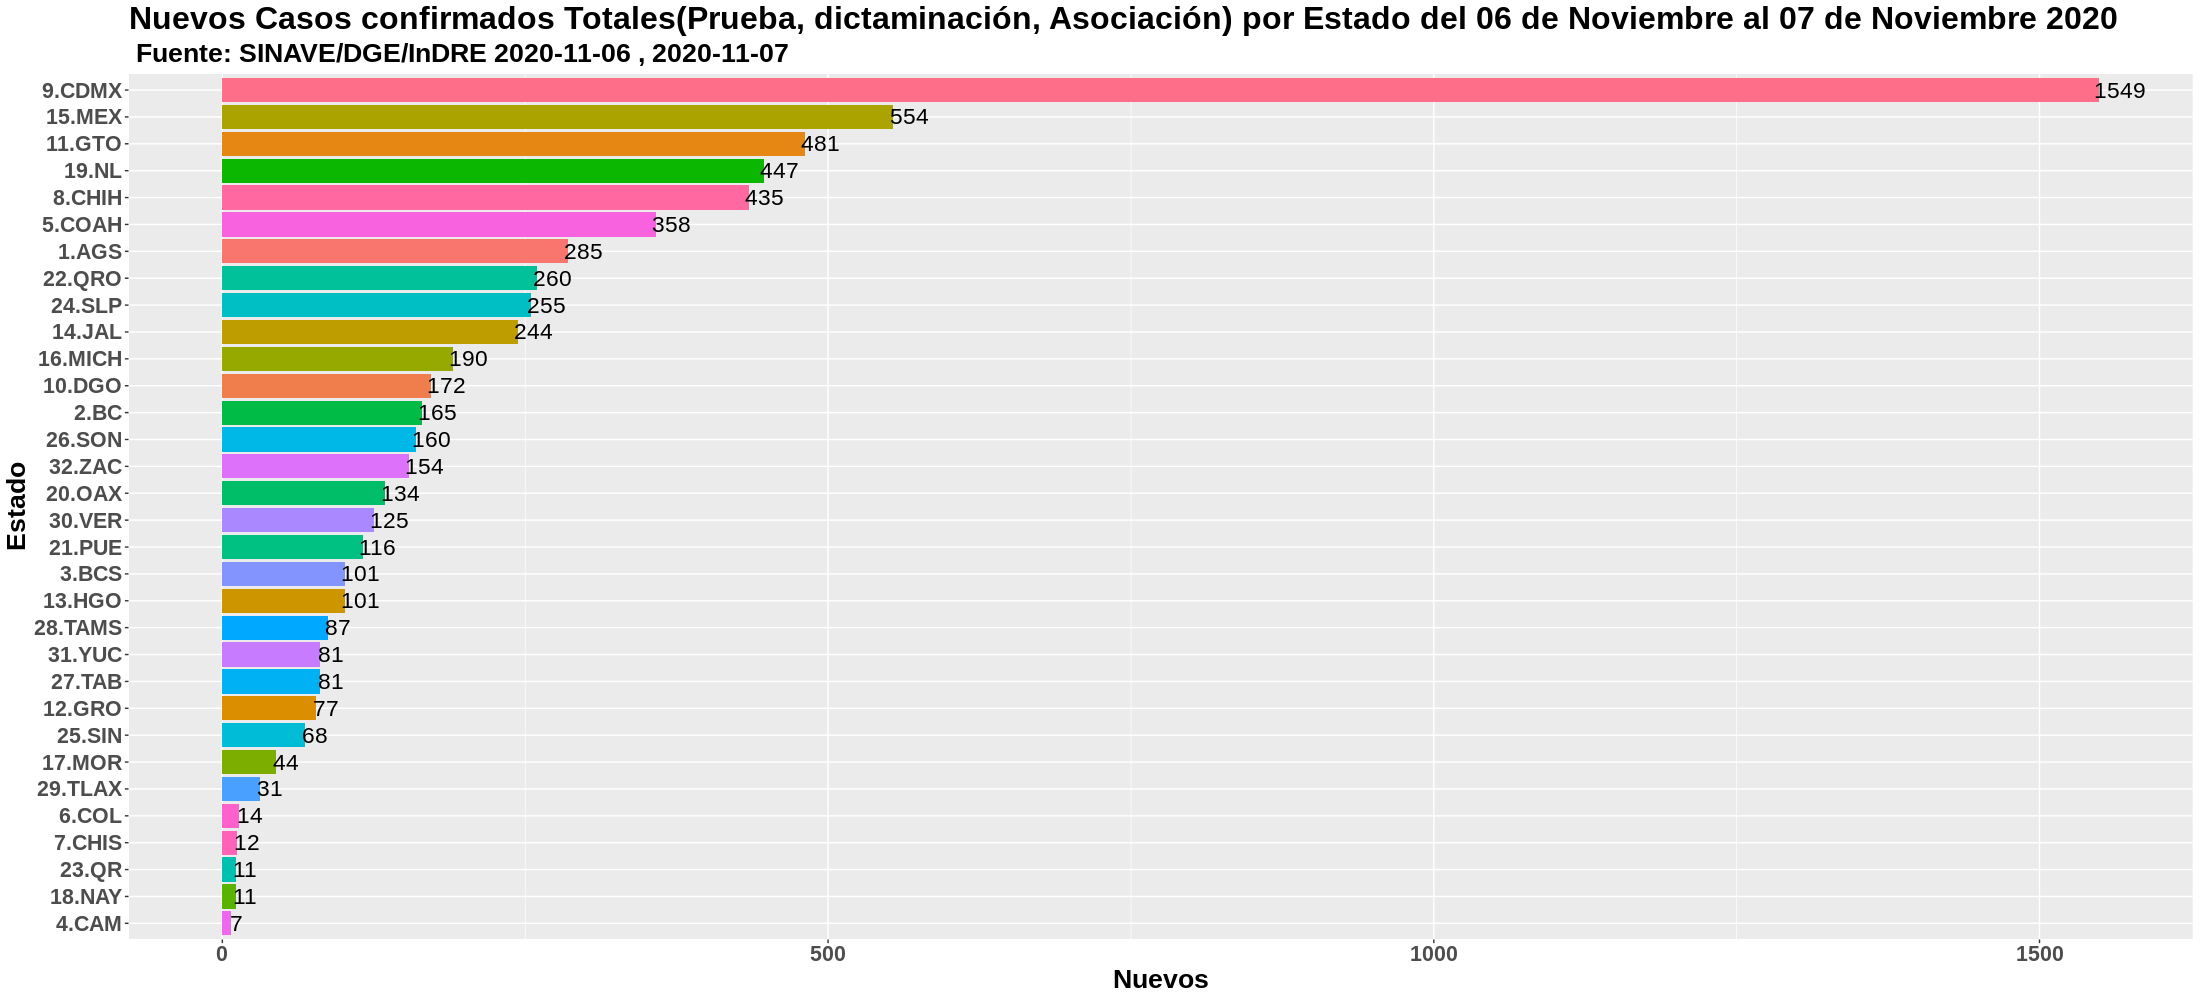 Nuevos Casos confirmados Totales(Prueba, dictaminación, Asociación) por Estado del 06 de Noviembre al 07 de Noviembre 2020
Fuente: SINAVE/DGE/InDRE 2020-11-06 , 2020-11-07
9.CDMX 1549
15.MEX 554
11.GTO 481
19.NL 447
8.CHIH 435
5.COAH 358
1.AGS 285
22.QRO 260
24.SLP 255
14.JAL 244
16.MICH 190
10.DGO 172
2.BC 165
26.SON 160
32.ZAC 154
20.OAX 134
30.VER 125
21.PUE 116
3.BCS 101
13.HGO 101
28.TAMS 87
31.YUC 81
27.TAB 81
12.GRO 77
25.SIN 68
17.MOR 44
29.TLAX 31
6.COL 14
7.CHIS 12
23.QR 11
18.NAY 11
4.CAM 7
Estado
0 500 1000 1500
Nuevos